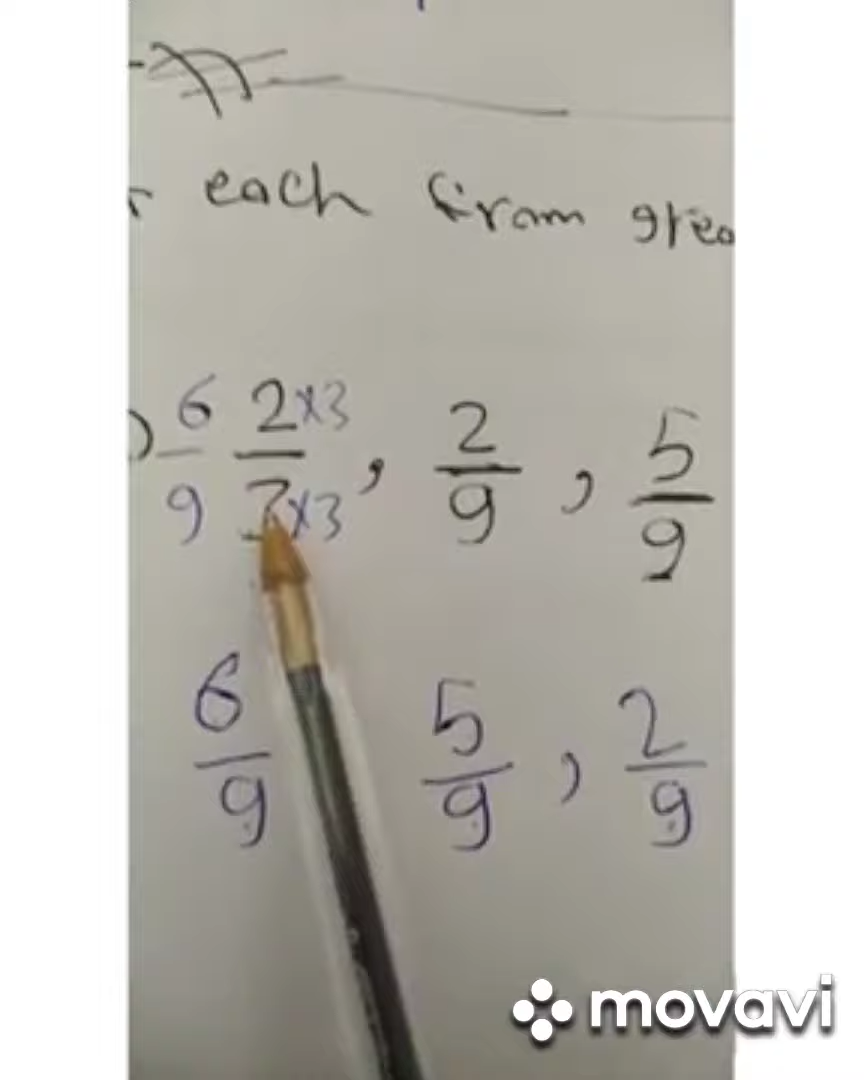 each from grea
) 6/9 2×3/3×3 , 2/9 , 5/9
6/9 5/9 , 2/9
movavi